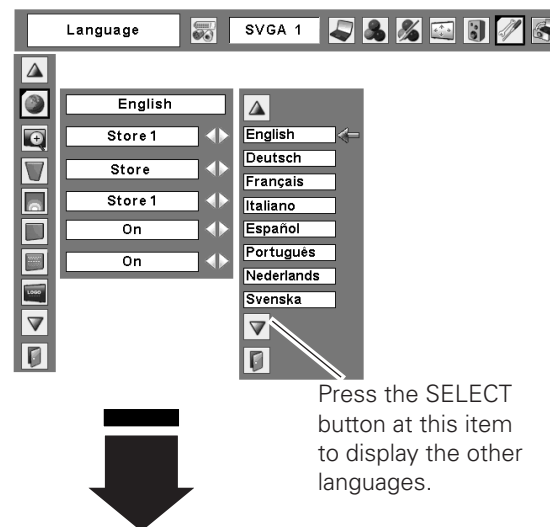 Language
SVGA 1
English
Store 1
Store
Store 1
On
On
English
Deutsch
Français
Italiano
Español
Português
Nederlands
Svenska
LOGO
Press the SELECT
button at this item
to display the other
languages.